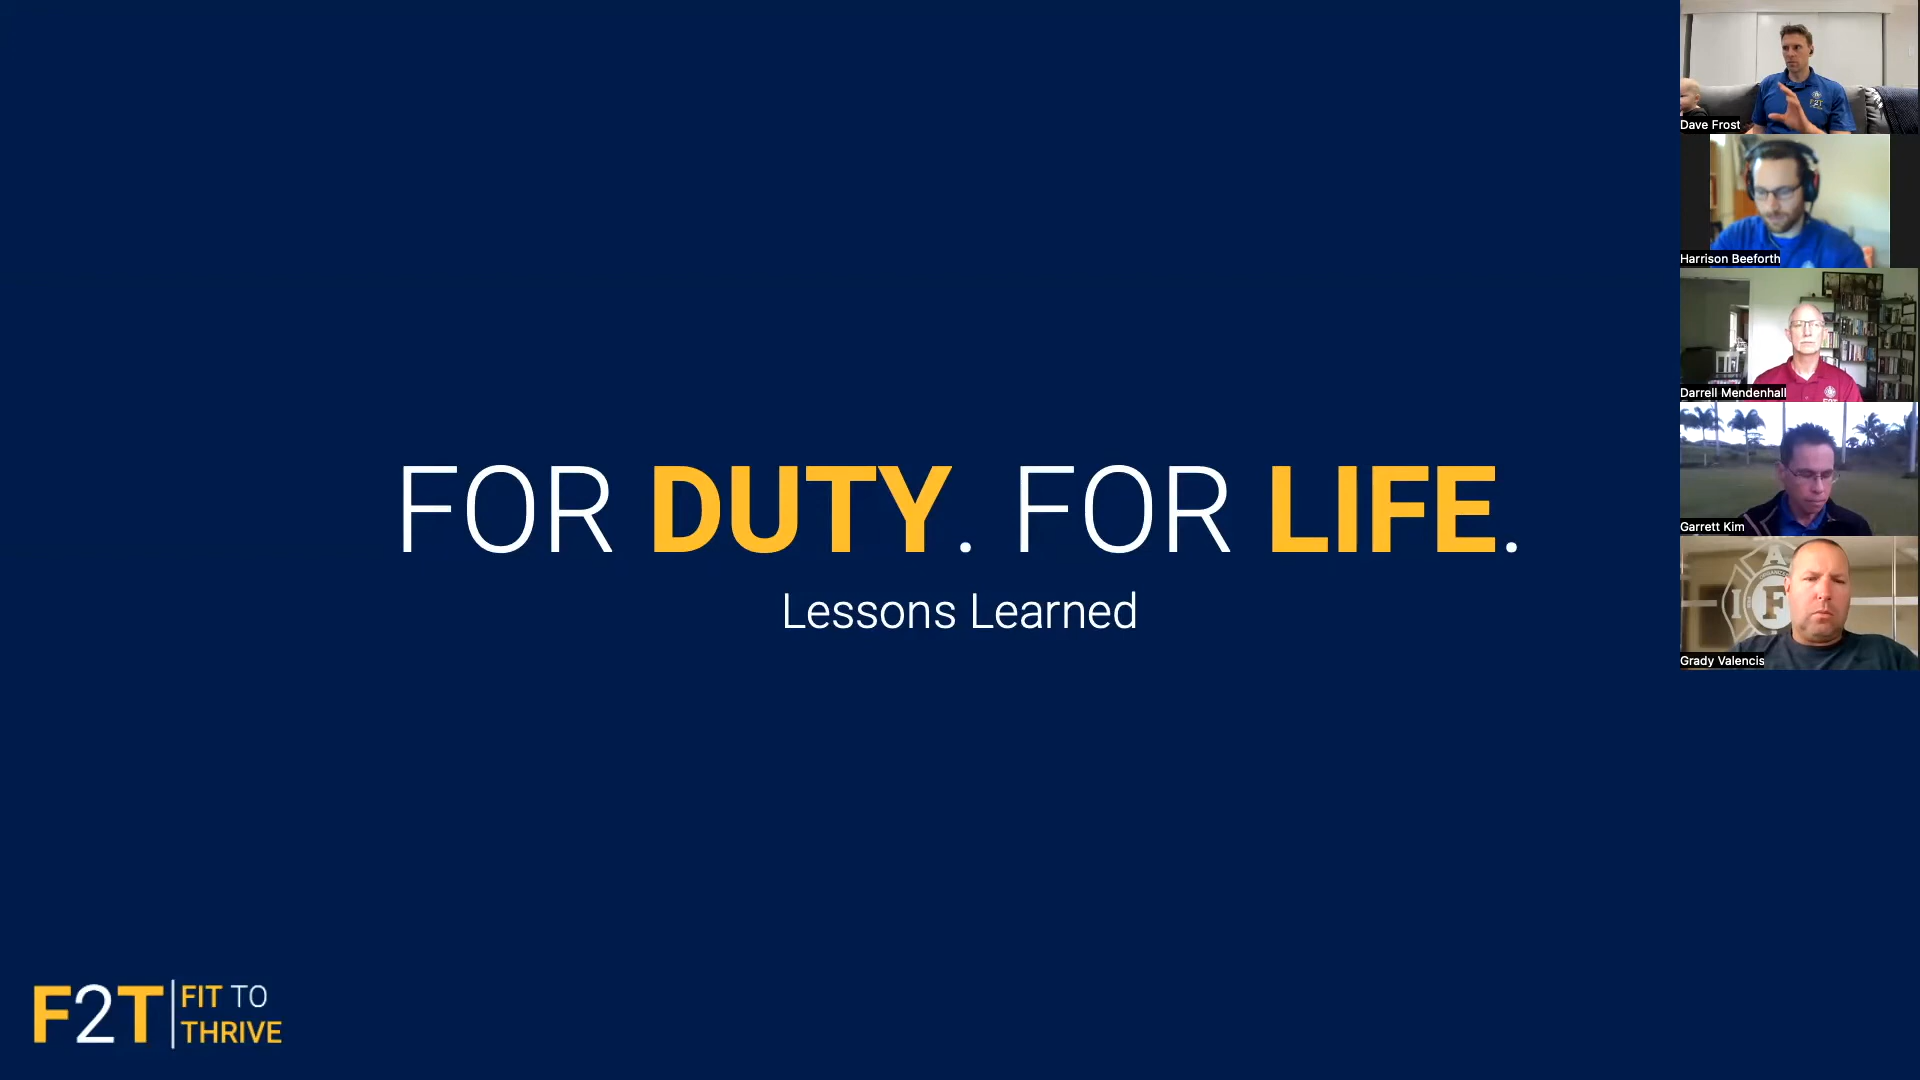 FOR DUTY. FOR LIFE.
Lessons Learned
F2T
FIT TO
THRIVE
Dave Frost
Harrison Beeforth
Darrell Mendenhall
Garrett Kim
Grady Valencis